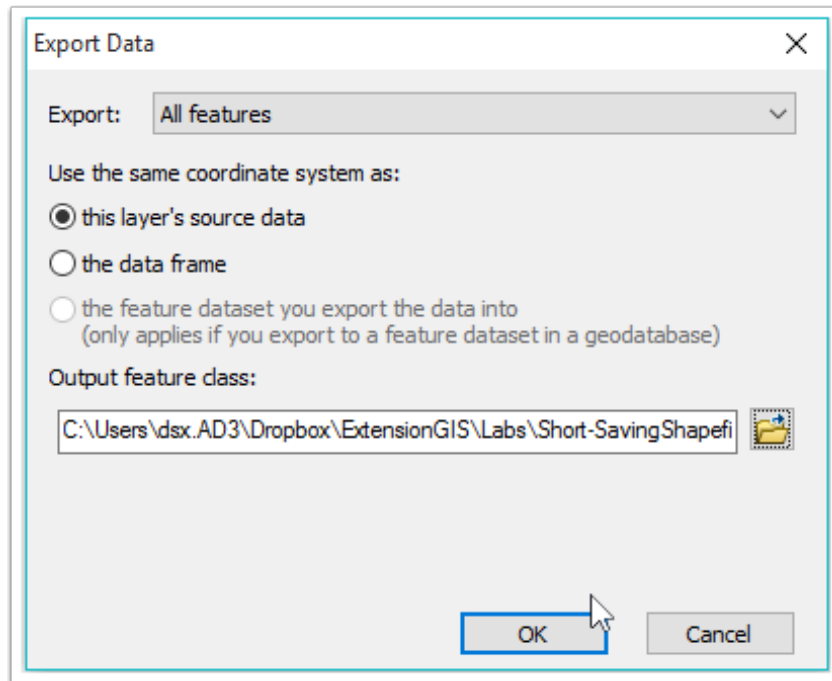 Export Data
Export: All features
Use the same coordinate system as:
this layer's source data
the data frame
the feature dataset you export the data into
(only applies if you export to a feature dataset in a geodatabase)
Output feature class:
C:\Users\dsx.AD3\Dropbox\ExtensionGIS\Labs\Short-SavingShapefi
OK Cancel